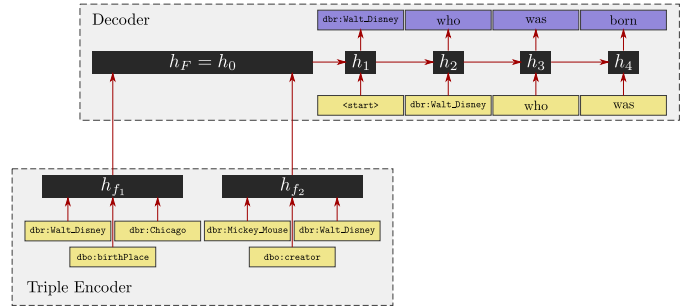 Decoder
dbr:Walt_Disney who was born
h_F = h_0 h_1 h_2 h_3 h_4
<start> dbr:Walt_Disney who was
h_{f_1} h_{f_2}
dbr:Walt_Disney dbr:Chicago dbr:Mickey_Mouse dbr:Walt_Disney
dbo:birthPlace dbo:creator
Triple Encoder